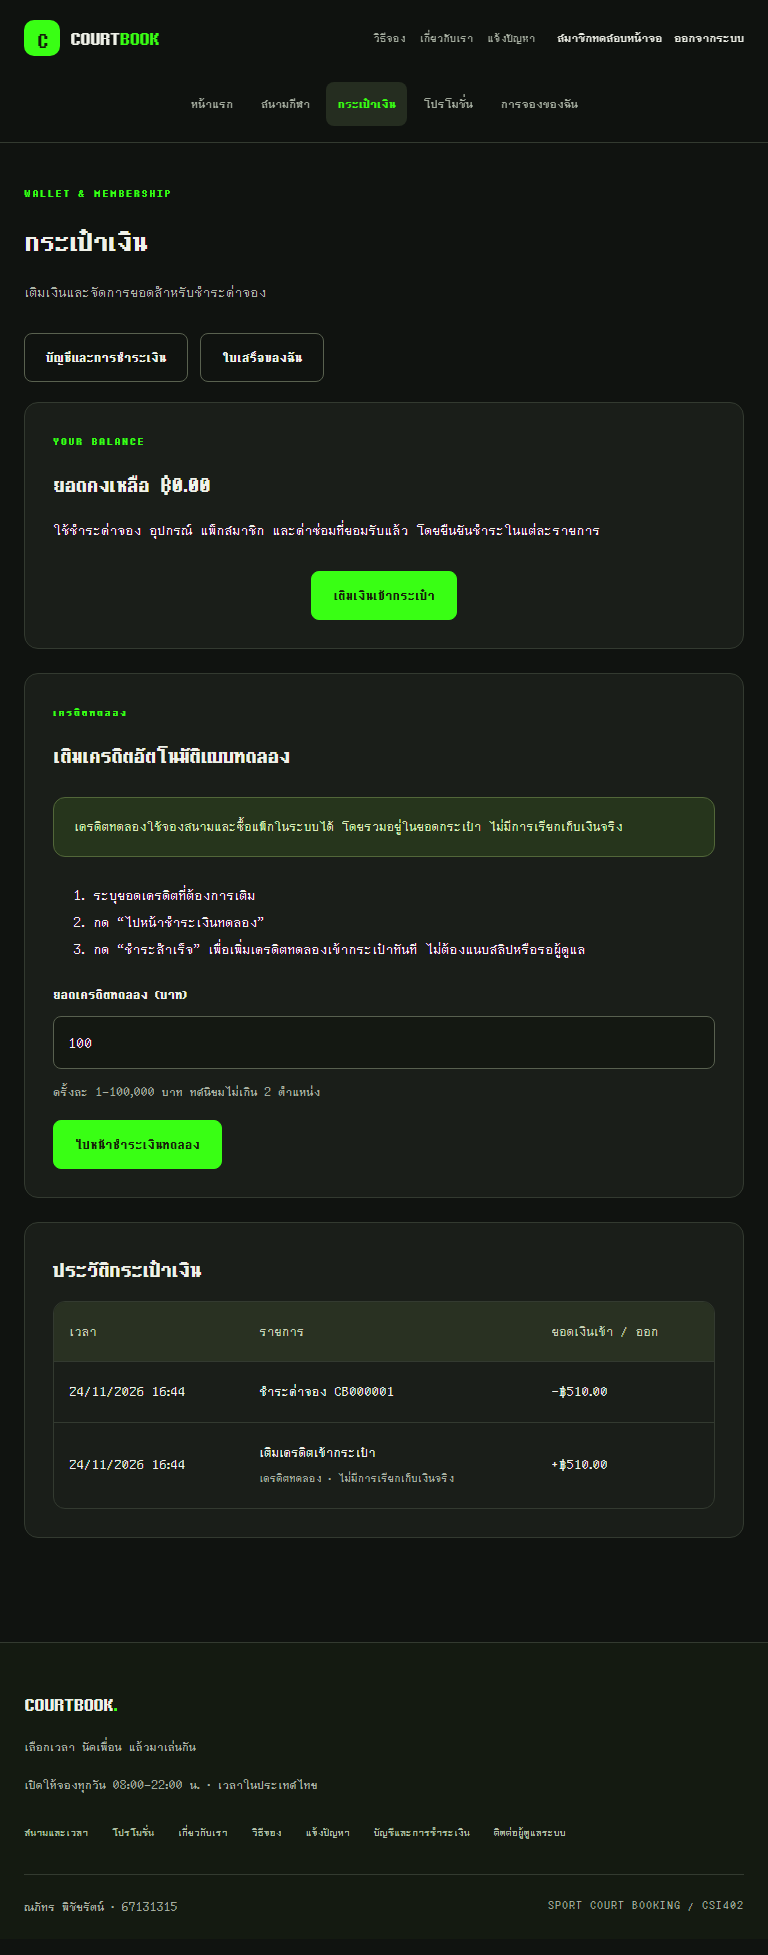 C COURTBOOK
วิธีจอง เกี่ยวกับเรา แจ้งปัญหา สมาชิกทดสอบหน้าจอ ออกจากระบบ
หน้าแรก สนามกีฬา กระเป๋าเงิน โปรโมชั่น การจองของฉัน
WALLET & MEMBERSHIP
กระเป๋าเงิน
เติมเงินและจัดการยอดสำหรับชำระค่าจอง
บัญชีและการชำระเงิน ใบเสร็จของฉัน
YOUR BALANCE
ยอดคงเหลือ ฿0.00
ใช้ชำระค่าจอง อุปกรณ์ แพ็กสมาชิก และค่าซ่อมที่ยอมรับแล้ว โดยยืนยันชำระในแต่ละรายการ
เติมเงินเข้ากระเป๋า
เครดิตทดลอง
เติมเครดิตอัตโนมัติแบบทดลอง
เครดิตทดลองใช้จองสนามและซื้อแพ็กในระบบได้ โดยรวมอยู่ในยอดกระเป๋า ไม่มีการเรียกเก็บเงินจริง
1. ระบุยอดเครดิตที่ต้องการเติม
2. กด “ไปหน้าชำระเงินทดลอง”
3. กด “ชำระสำเร็จ” เพื่อเพิ่มเครดิตทดลองเข้ากระเป๋าทันที ไม่ต้องแนบสลิปหรือรอผู้ดูแล
ยอดเครดิตทดลอง (บาท)
100
ครั้งละ 1–100,000 บาท ทศนิยมไม่เกิน 2 ตำแหน่ง
ไปหน้าชำระเงินทดลอง
ประวัติกระเป๋าเงิน
เวลา รายการ ยอดเงินเข้า / ออก
24/11/2026 16:44 ชำระค่าจอง CB000001 -฿510.00
24/11/2026 16:44 เติมเครดิตเข้ากระเป๋า +฿510.00
เครดิตทดลอง · ไม่มีการเรียกเก็บเงินจริง
COURTBOOK.
เลือกเวลา นัดเพื่อน แล้วมาเล่นกัน
เปิดให้จองทุกวัน 08:00–22:00 น. · เวลาในประเทศไทย
สนามและเวลา โปรโมชั่น เกี่ยวกับเรา วิธีจอง แจ้งปัญหา บัญชีและการชำระเงิน ติดต่อผู้ดูแลระบบ
ณภัทร พิชัยรัตน์ · 67131315 SPORT COURT BOOKING / CSI402